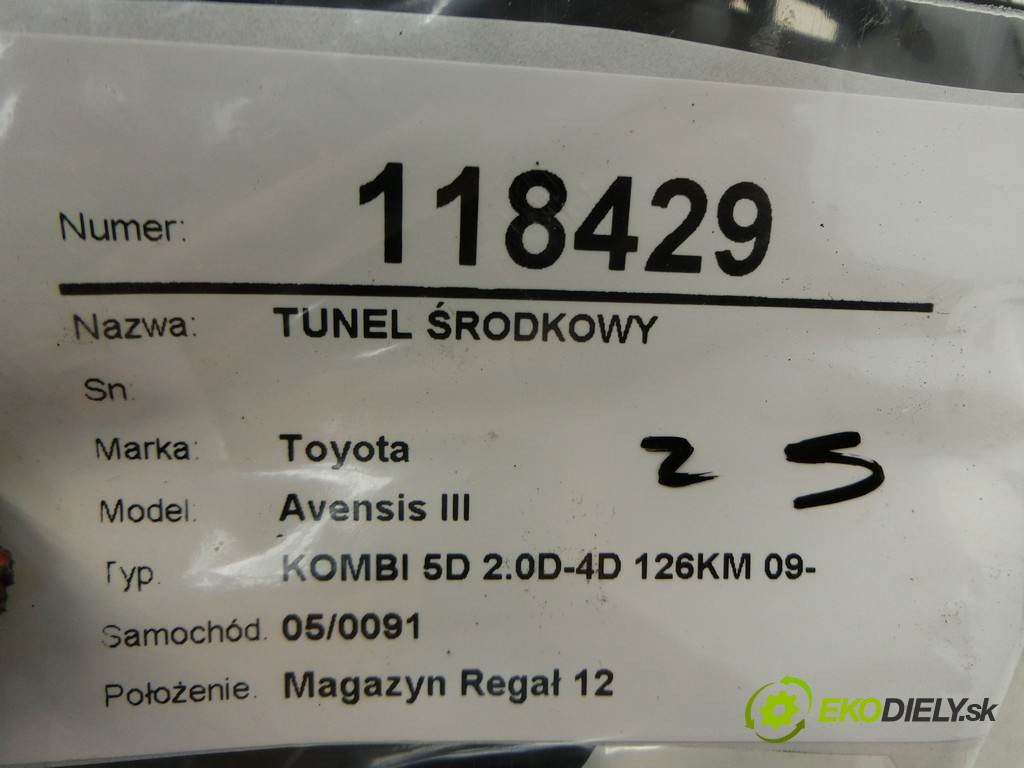 Numer: 118429
Nazwa: TUNEL ŚRODKOWY
Sn:
Marka: Toyota
2 5
Model: Avensis III
Typ. KOMBI 5D 2.0D-4D 126KM 09-
Samochód. 05/0091
Położenie. Magazyn Regał 12
EKODIELY.sk